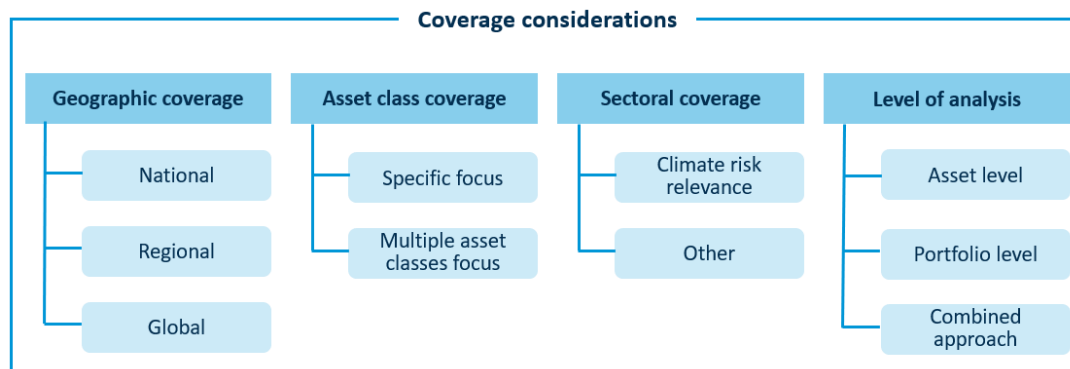 Coverage considerations
Geographic coverage
National
Regional
Global
Asset class coverage
Specific focus
Multiple asset
classes focus
Sectoral coverage
Climate risk
relevance
Other
Level of analysis
Asset level
Portfolio level
Combined
approach